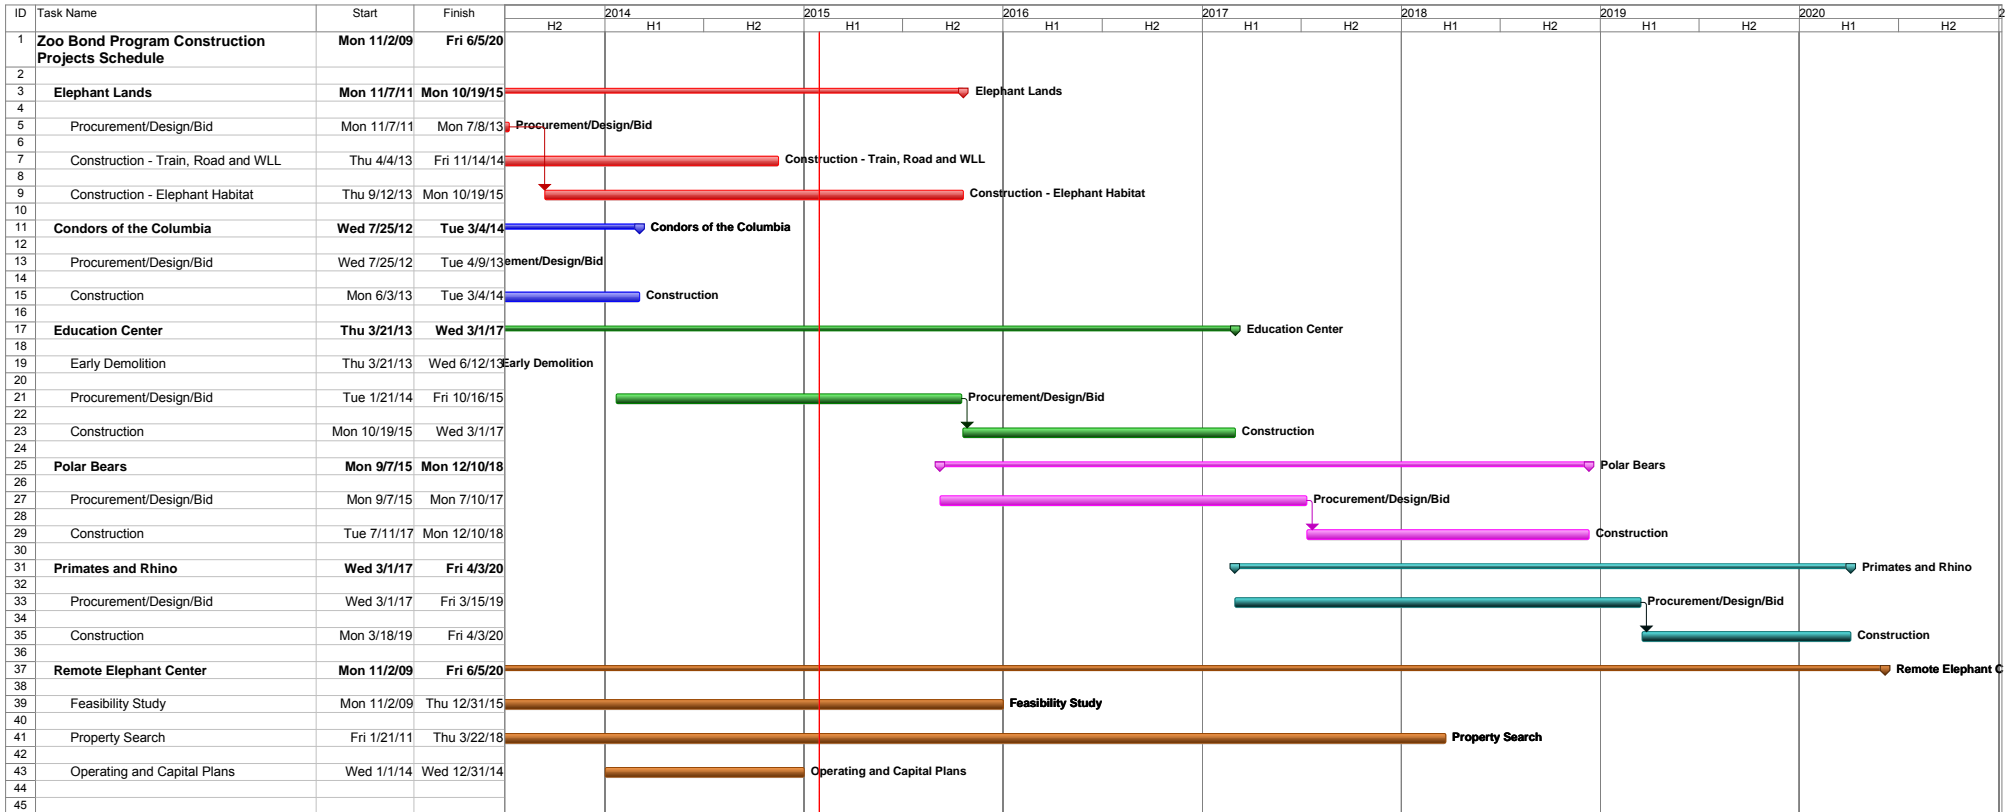 ID Task Name Start Finish 2014 2015 2016 2017 2018 2019 2020 2
H2 H1 H2 H1 H2 H1 H2 H1 H2 H1 H2 H1 H2 H1 H2
1 Zoo Bond Program Construction Mon 11/2/09 Fri 6/5/20
Projects Schedule
2
3 Elephant Lands Mon 11/7/11 Mon 10/19/15 Elephant Lands
4
5 Procurement/Design/Bid Mon 11/7/11 Mon 7/8/13 Procurement/Design/Bid
6
7 Construction - Train, Road and WLL Thu 4/4/13 Fri 11/14/14 Construction - Train, Road and WLL
8
9 Construction - Elephant Habitat Thu 9/12/13 Mon 10/19/15 Construction - Elephant Habitat
10
11 Condors of the Columbia Wed 7/25/12 Tue 3/4/14 Condors of the Columbia
12
13 Procurement/Design/Bid Wed 7/25/12 Tue 4/9/13 ement/Design/Bid
14
15 Construction Mon 6/3/13 Tue 3/4/14 Construction
16
17 Education Center Thu 3/21/13 Wed 3/1/17 Education Center
18
19 Early Demolition Thu 3/21/13 Wed 6/12/13 Early Demolition
20
21 Procurement/Design/Bid Tue 1/21/14 Fri 10/16/15 Procurement/Design/Bid
22
23 Construction Mon 10/19/15 Wed 3/1/17 Construction
24
25 Polar Bears Mon 9/7/15 Mon 12/10/18 Polar Bears
26
27 Procurement/Design/Bid Mon 9/7/15 Mon 7/10/17 Procurement/Design/Bid
28
29 Construction Tue 7/11/17 Mon 12/10/18 Construction
30
31 Primates and Rhino Wed 3/1/17 Fri 4/3/20 Primates and Rhino
32
33 Procurement/Design/Bid Wed 3/1/17 Fri 3/15/19 Procurement/Design/Bid
34
35 Construction Mon 3/18/19 Fri 4/3/20 Construction
36
37 Remote Elephant Center Mon 11/2/09 Fri 6/5/20 Remote Elephant C
38
39 Feasibility Study Mon 11/2/09 Thu 12/31/15 Feasibility Study
40
41 Property Search Fri 1/21/11 Thu 3/22/18 Property Search
42
43 Operating and Capital Plans Wed 1/1/14 Wed 12/31/14 Operating and Capital Plans
44
45